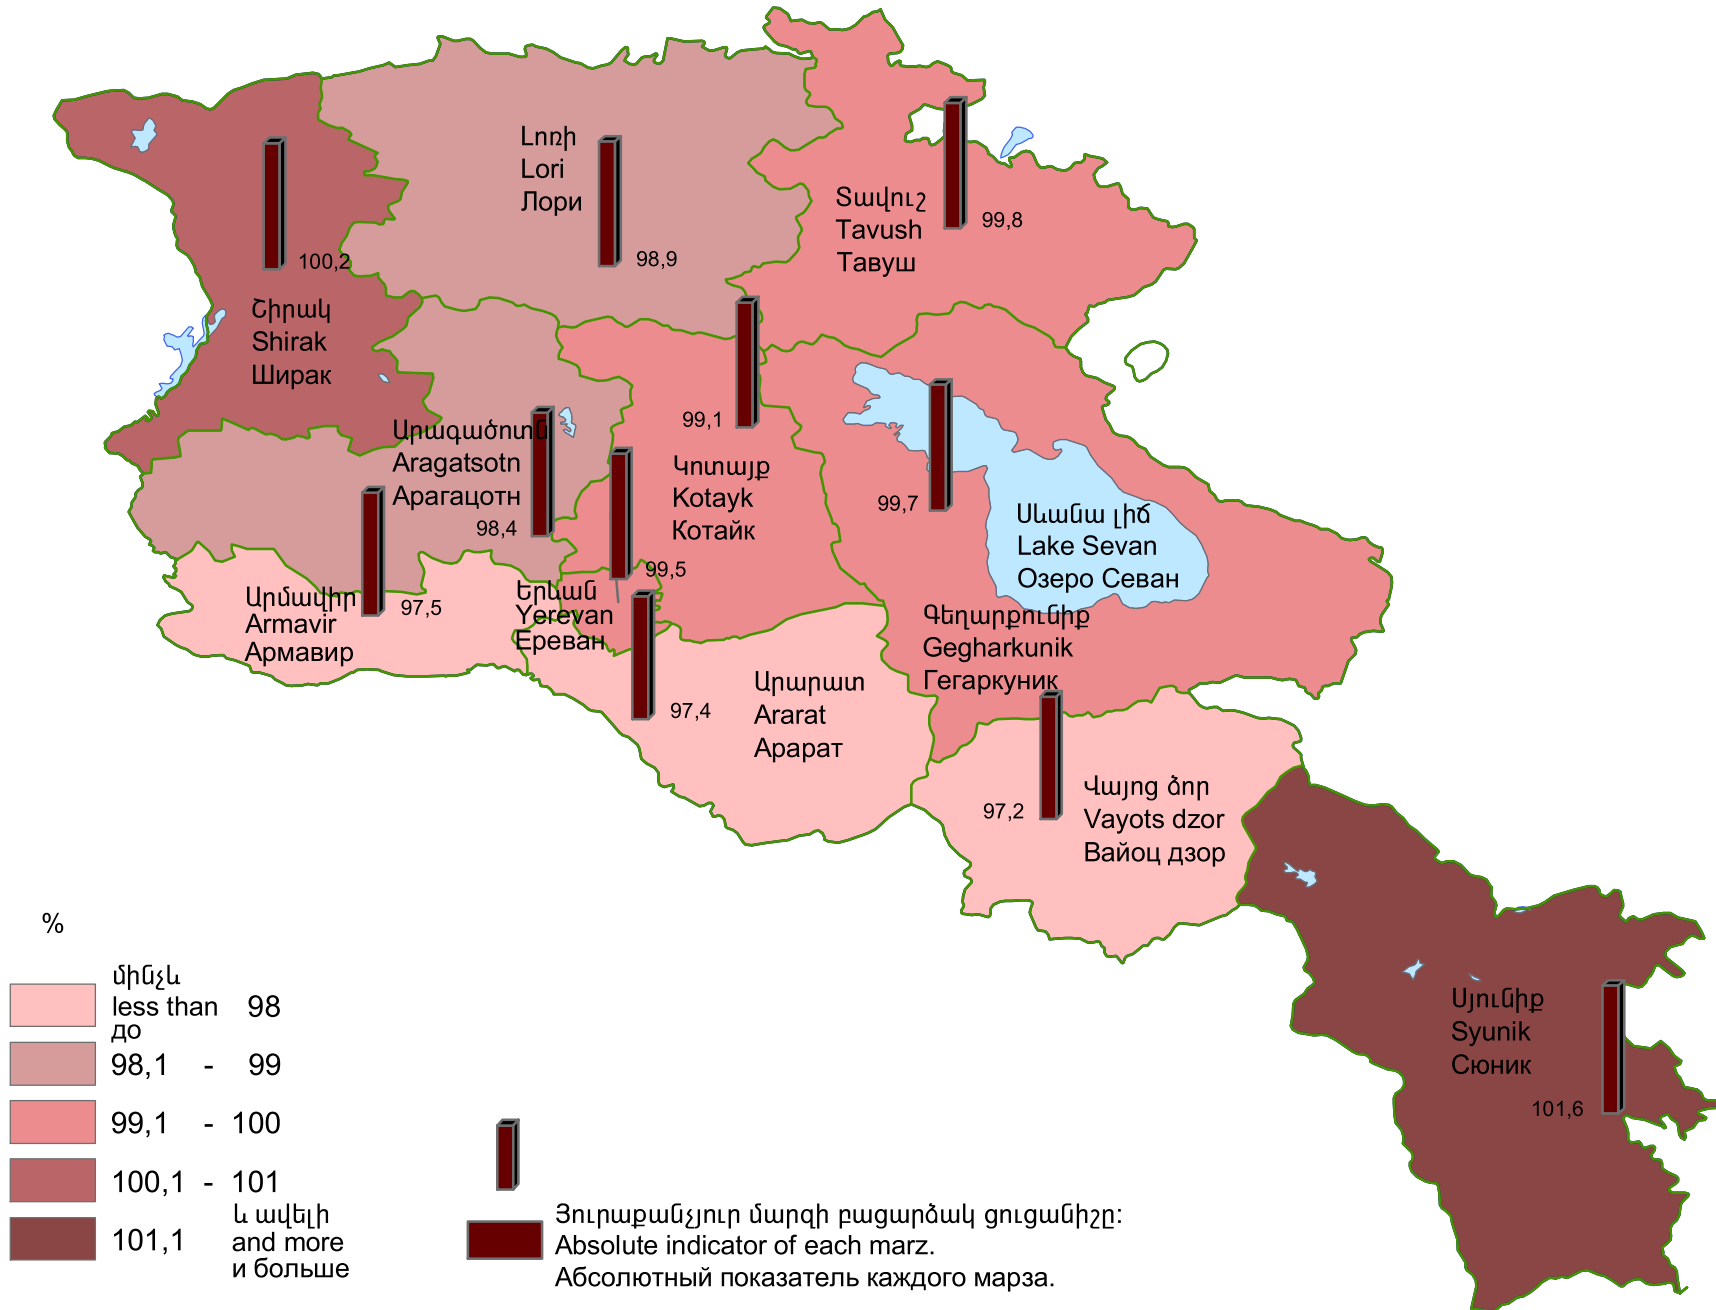 Լոռի
Lori
Лори
98,9
Տավուշ
Tavush
Тавуш
99,8
100,2
Շիրակ
Shirak
Ширак
Արագածոտն
Aragatsotn
Арагацотн
98,4
99,1
Կոտայք
Kotayk
Котайк
99,7
Սևանա լիճ
Lake Sevan
Озеро Севан
Գեղարքունիք
Gegharkunik
Гегаркуник
Արմավիր
Armavir
Армавир
97,5
99,5
Երևան
Yerevan
Ереван
97,4
Արարատ
Ararat
Арарат
97,2
Վայոց ձոր
Vayots dzor
Вайоц дзор
Սյունիք
Syunik
Сюник
101,6
%
մինչև
less than 98
до
98,1 - 99
99,1 - 100
100,1 - 101
և ավելի
101,1 and more
и больше
Յուրաքանչյուր մարզի բացարձակ ցուցանիշը:
Absolute indicator of each marz.
Абсолютный показатель каждого марза.